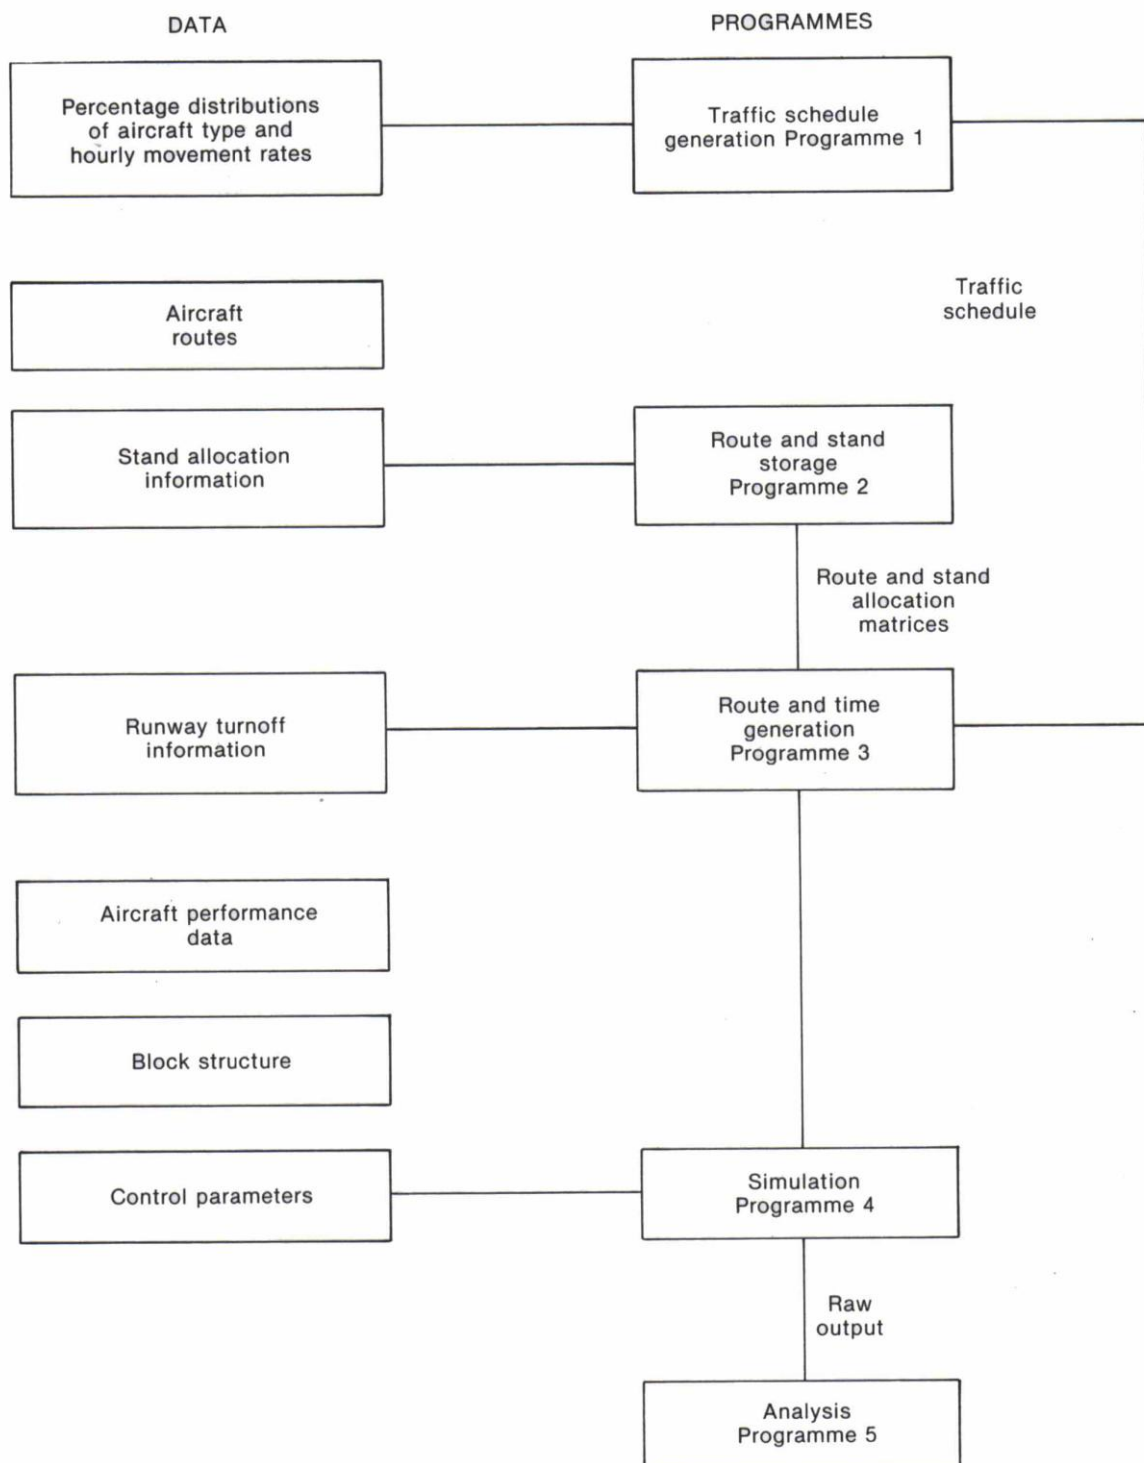 DATA
PROGRAMMES
Percentage distributions
of aircraft type and
hourly movement rates
Traffic schedule
generation Programme 1
Aircraft
routes
Traffic
schedule
Stand allocation
information
Route and stand
storage
Programme 2
Route and stand
allocation
matrices
Runway turnoff
information
Route and time
generation
Programme 3
Aircraft performance
data
Block structure
Control parameters
Simulation
Programme 4
Raw
output
Analysis
Programme 5